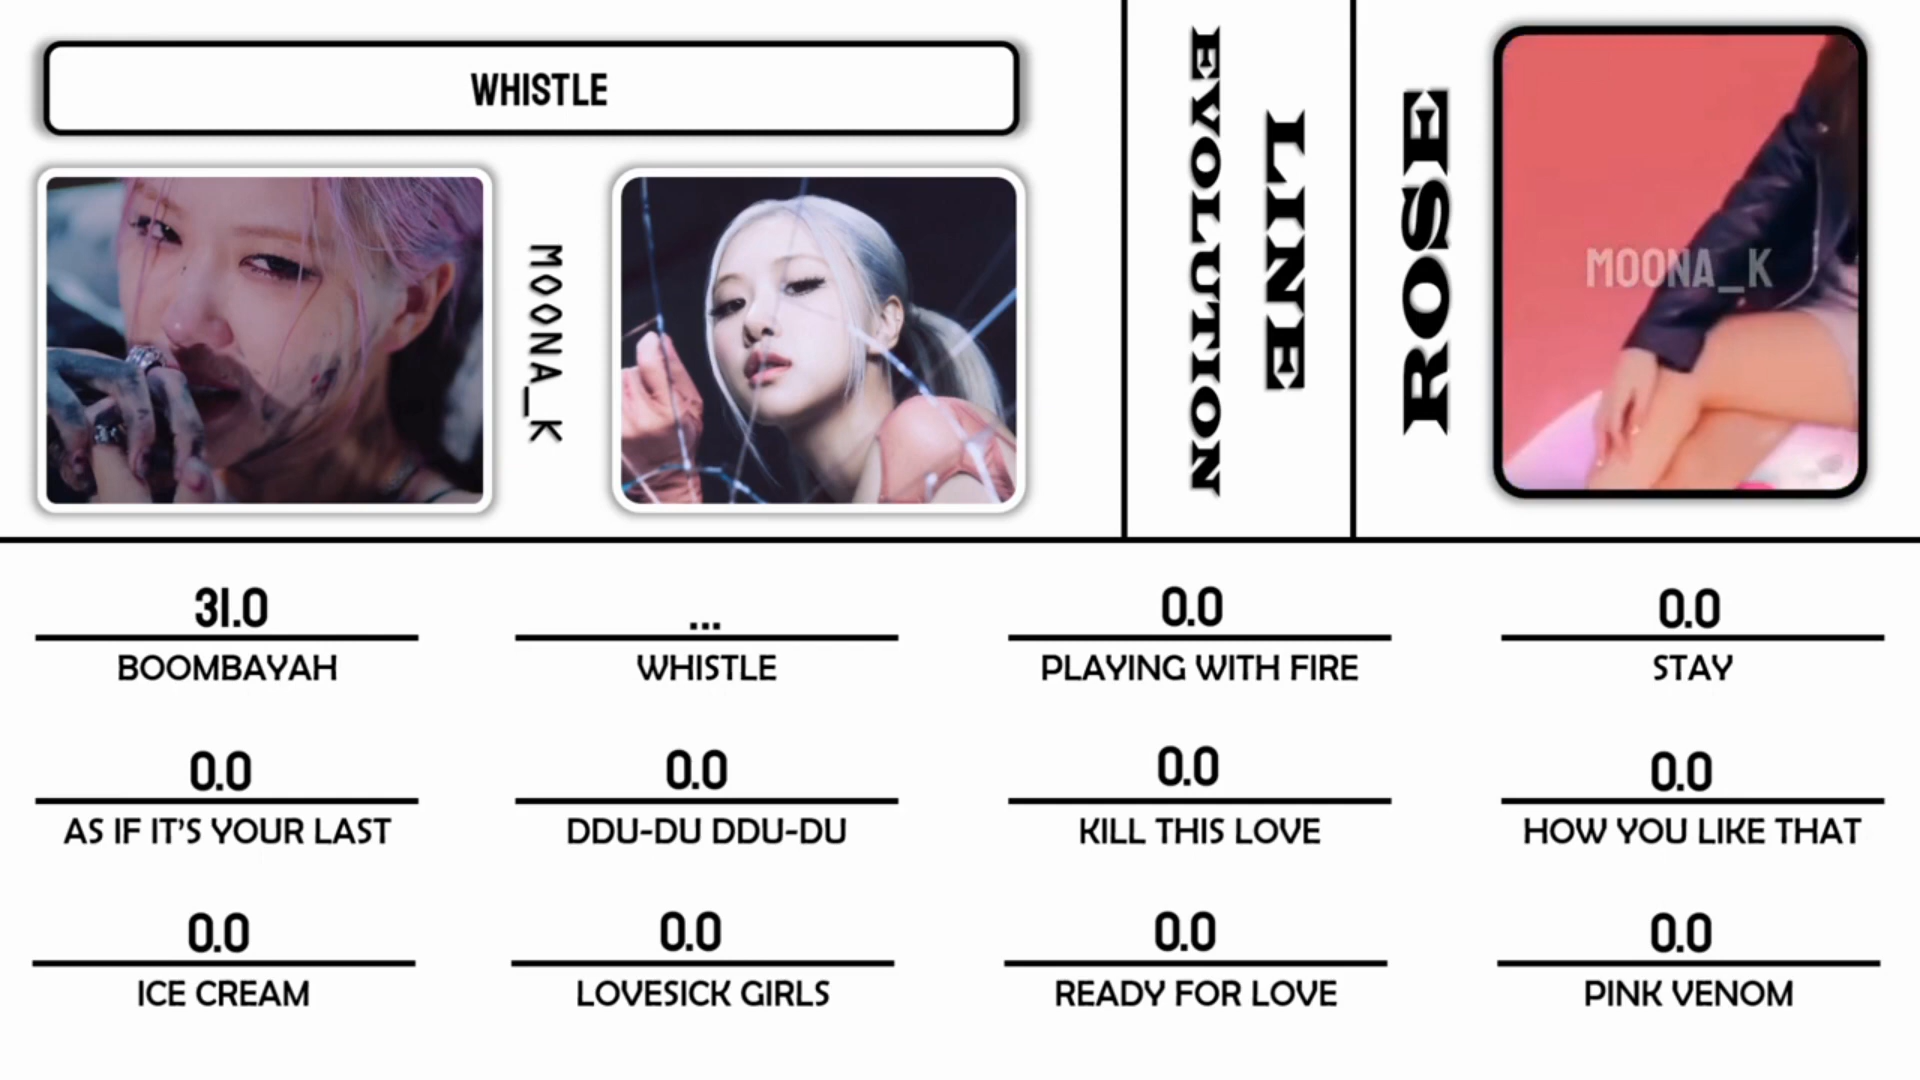 WHISTLE
MOONA_K
LINE
EVOLUTION
ROSE
MOONA_K
31.0
BOOMBAYAH
...
WHISTLE
0.0
PLAYING WITH FIRE
0.0
STAY
0.0
AS IF IT'S YOUR LAST
0.0
DDU-DU DDU-DU
0.0
KILL THIS LOVE
0.0
HOW YOU LIKE THAT
0.0
ICE CREAM
0.0
LOVESICK GIRLS
0.0
READY FOR LOVE
0.0
PINK VENOM